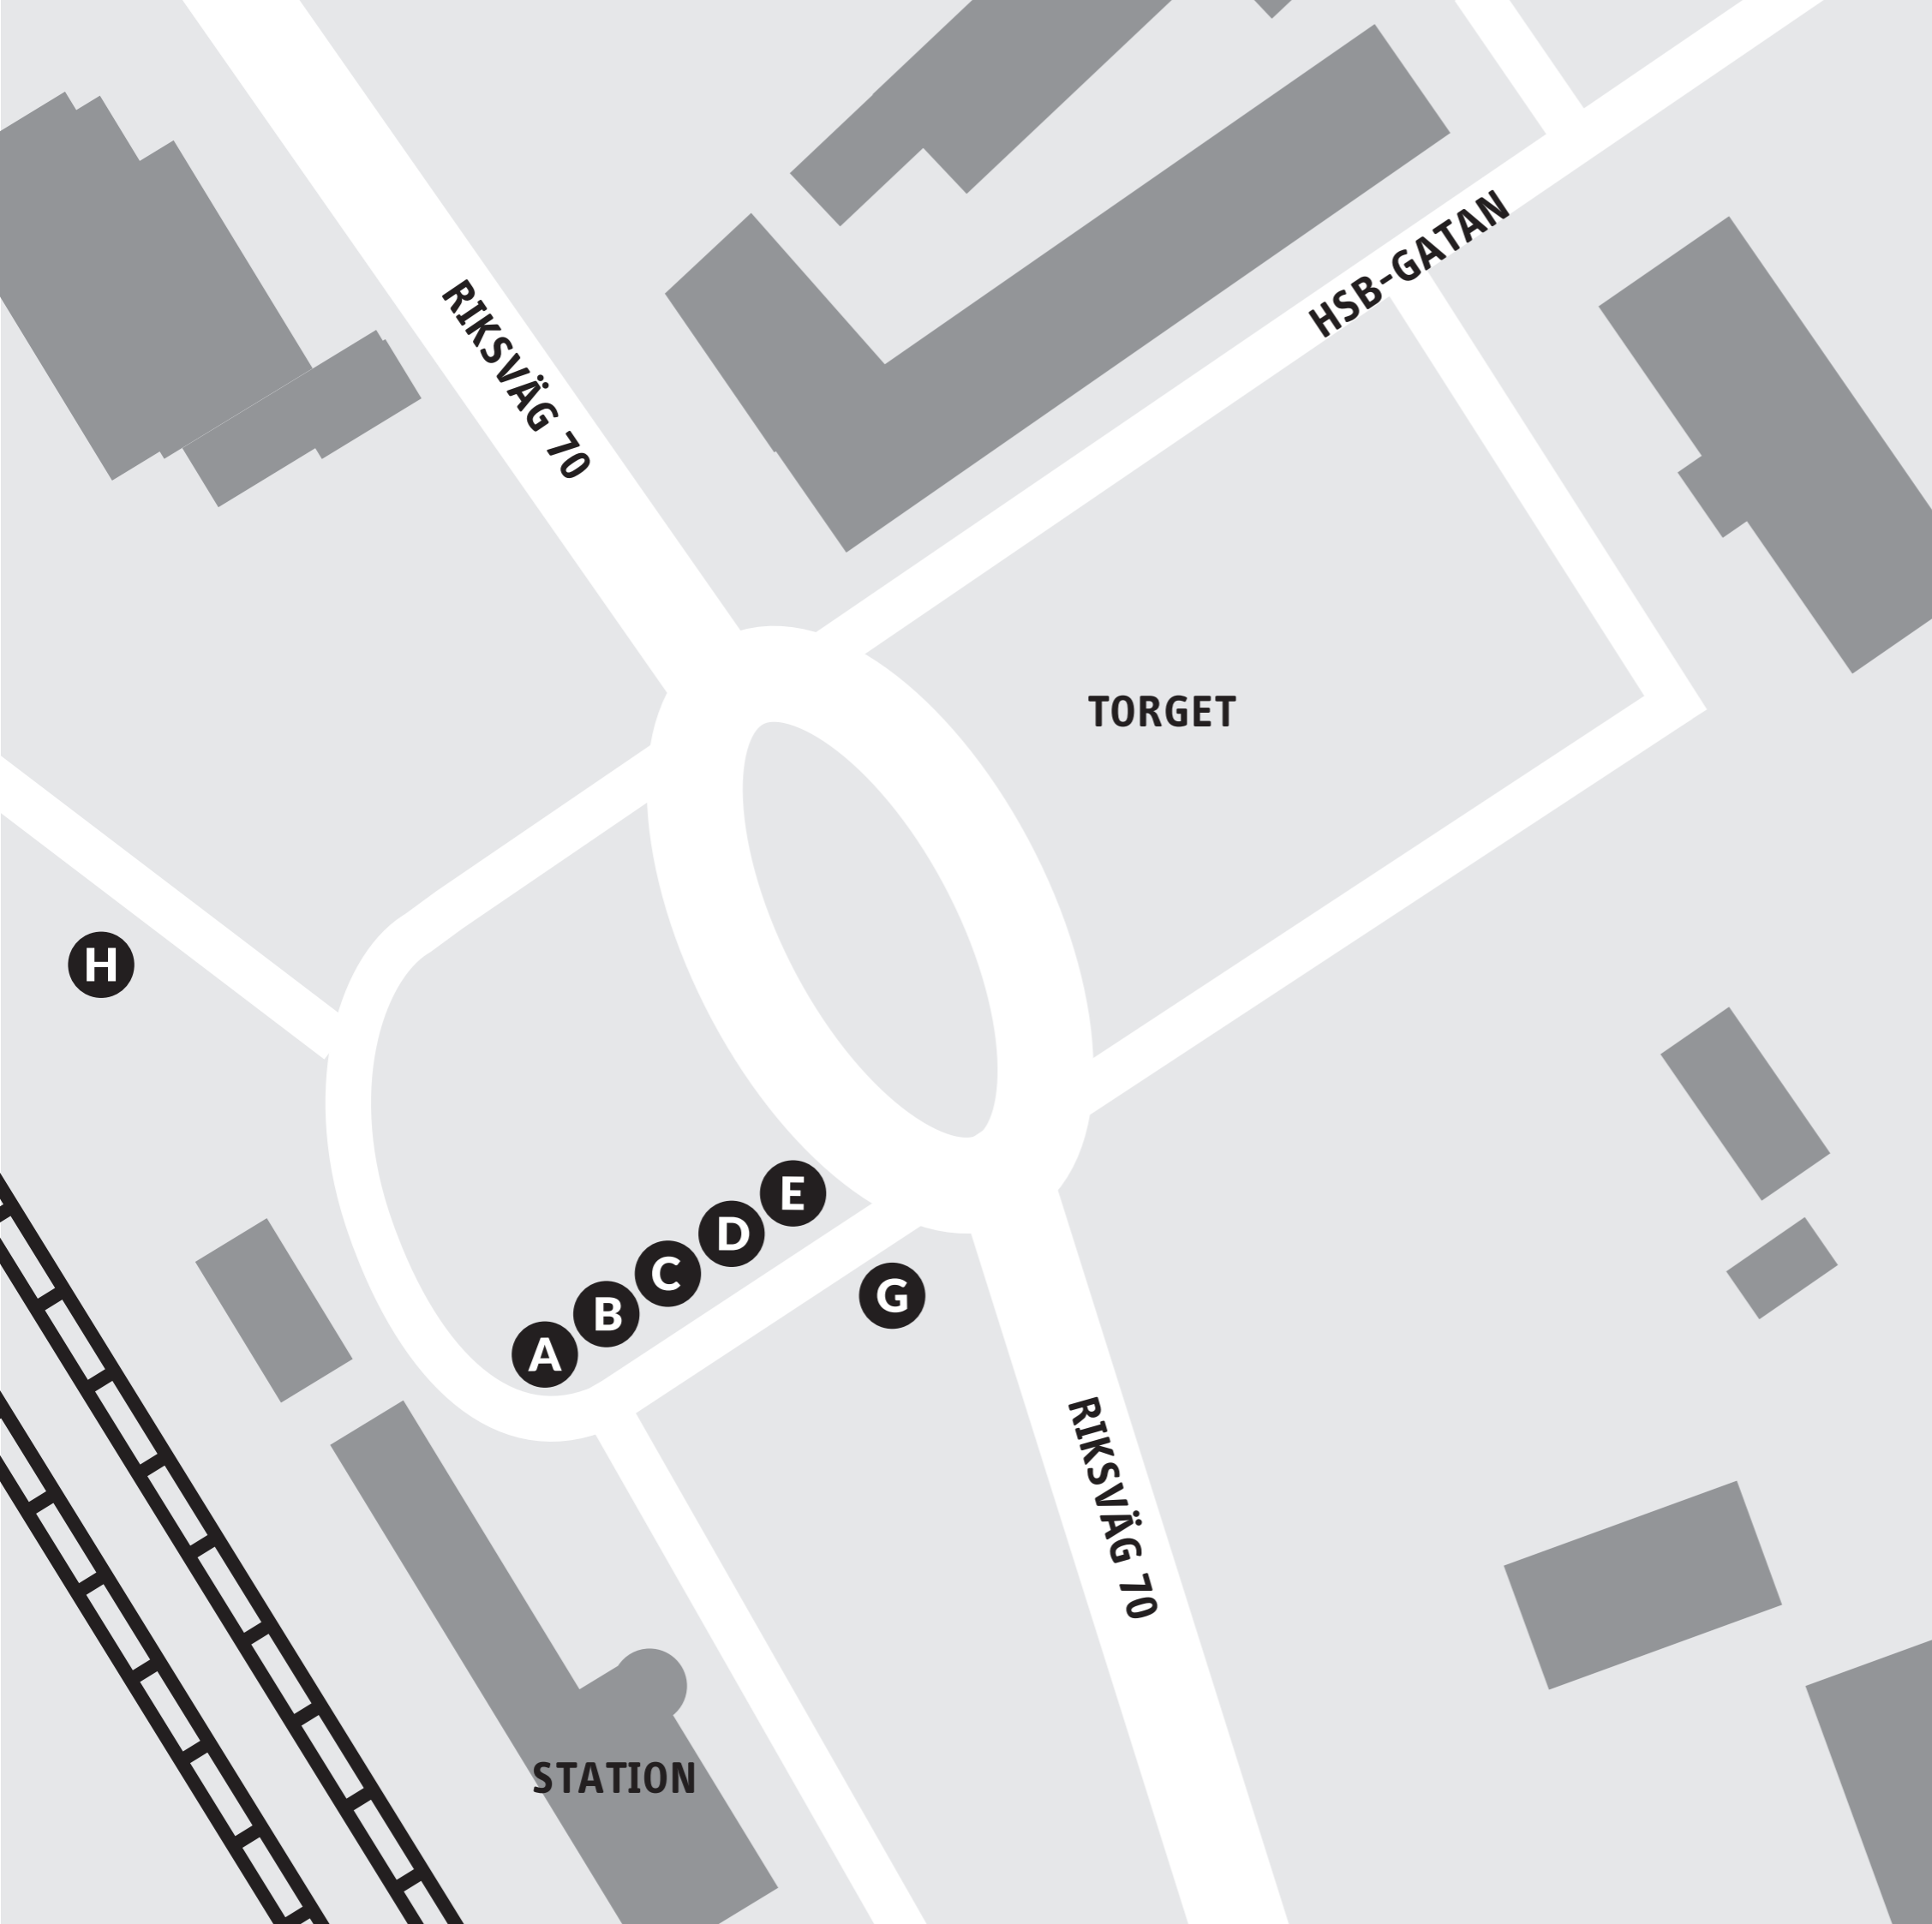 HSB-GATAN
RIKSVÄG 70
TORGET
H
E
D
C
G
B
A
RIKSVÄG 70
STATION